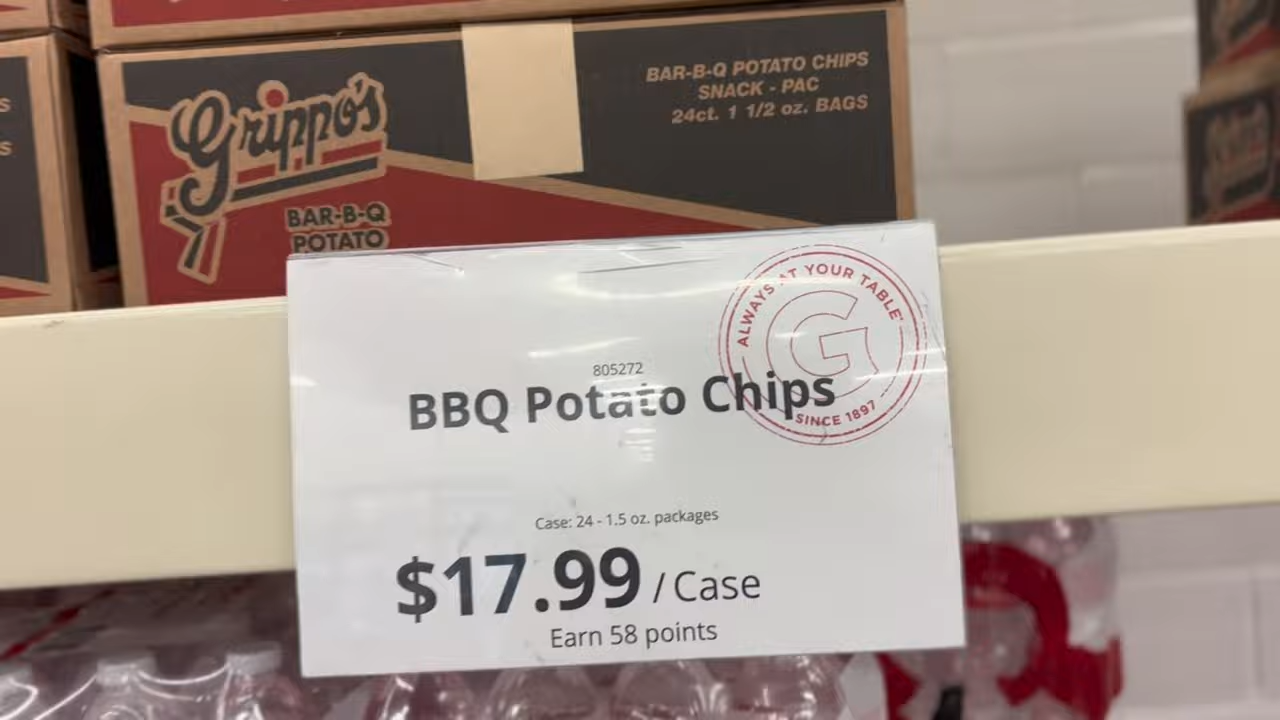 Grippo's
BAR-B-Q
POTATO
BAR-B-Q POTATO CHIPS
SNACK - PAC
24ct. 1 1/2 oz. BAGS
S
S
ALWAYS AT YOUR TABLE
G
SINCE 1897
805272
BBQ Potato Chips
Case: 24 - 1.5 oz. packages
$17.99 / Case
Earn 58 points